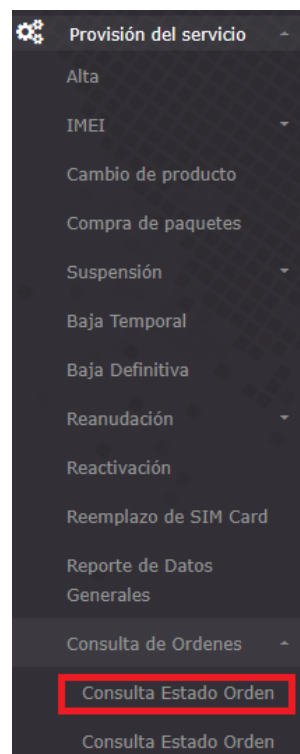 Provisión del servicio
Alta
IMEI
Cambio de producto
Compra de paquetes
Suspensión
Baja Temporal
Baja Definitiva
Reanudación
Reactivación
Reemplazo de SIM Card
Reporte de Datos
Generales
Consulta de Ordenes
Consulta Estado Orden
Consulta Estado Orden